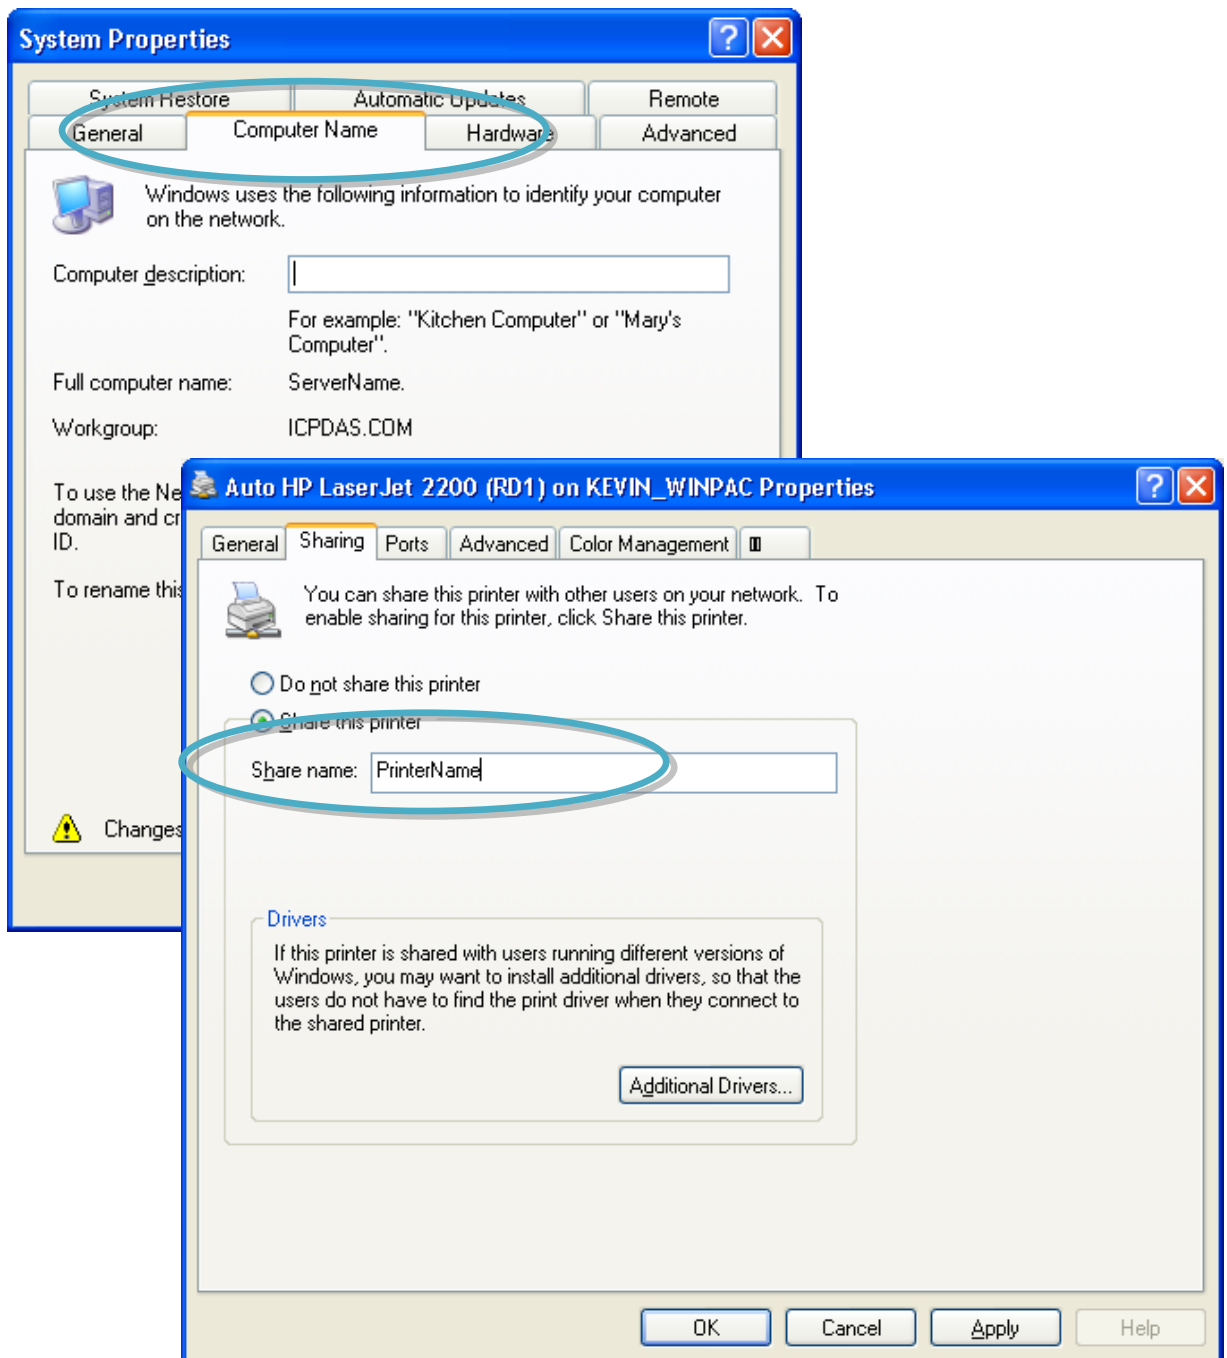 System Properties
System Restore
Automatic Updates
Remote
General
Computer Name
Hardware
Advanced
Windows uses the following information to identify your computer
on the network.
Computer description:
For example: "Kitchen Computer" or "Mary's
Computer".
Full computer name:
ServerName.
Workgroup:
ICPDAS.COM
To use the Ne
domain and cr
ID.
To rename this
Changes
Auto HP LaserJet 2200 (RD1) on KEVIN_WINPAC Properties
General
Sharing
Ports
Advanced
Color Management
You can share this printer with other users on your network. To
enable sharing for this printer, click Share this printer.
Do not share this printer
Share this printer
Share name:
PrinterName
Drivers
If this printer is shared with users running different versions of
Windows, you may want to install additional drivers, so that the
users do not have to find the print driver when they connect to
the shared printer.
Additional Drivers...
OK
Cancel
Apply
Help